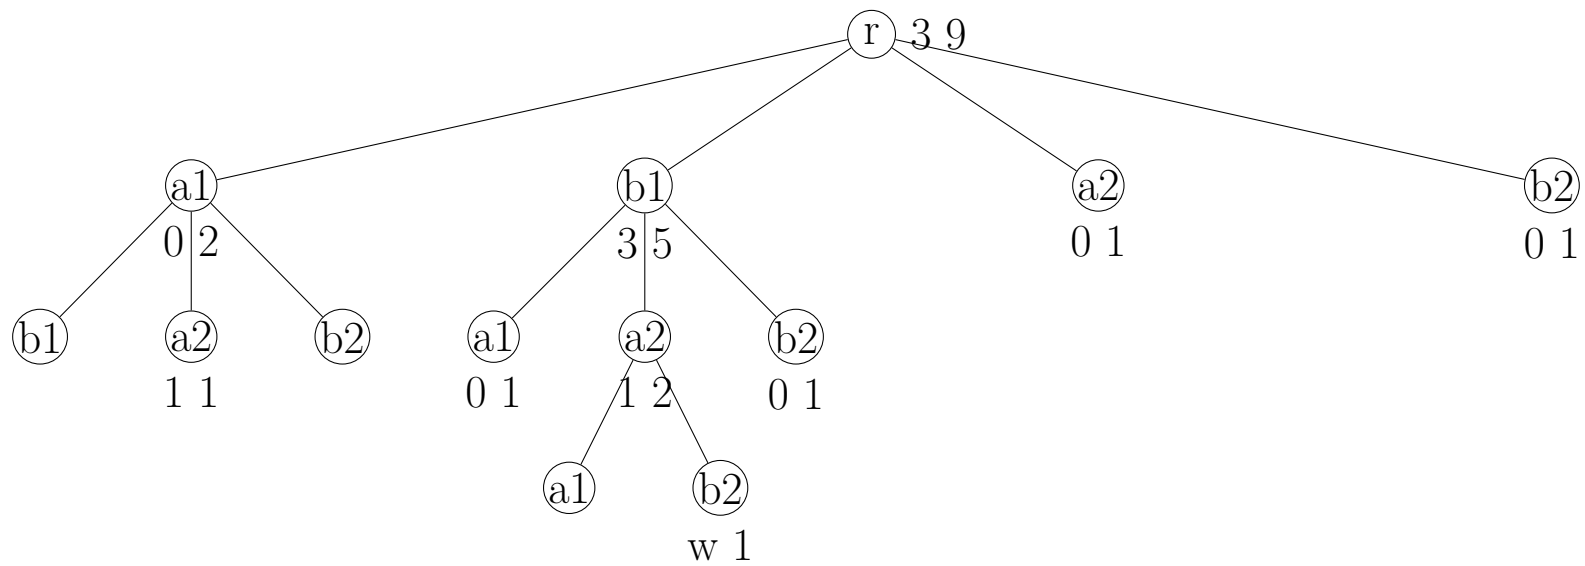 r 3 9
a1 b1 a2 b2
0 2 3 5 0 1 0 1
b1 a2 b2 a1 a2 b2
1 1 0 1 1 2 0 1
a1 b2
w 1